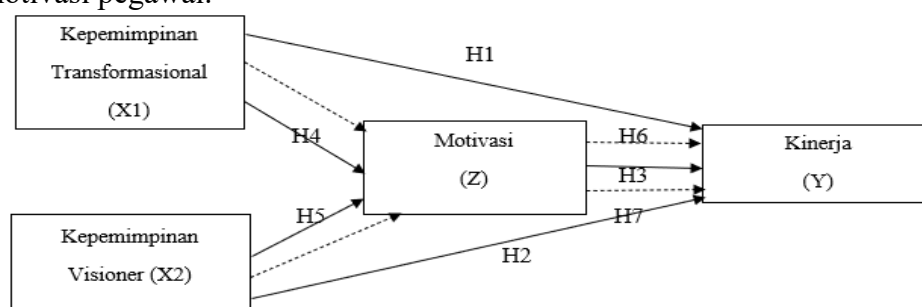 motivasi pegawai.
Kepemimpinan
Transformasional
(X1)
H1
H4
Motivasi
(Z)
H6
H3
H7
Kinerja
(Y)
H5
H2
Kepemimpinan
Visioner (X2)